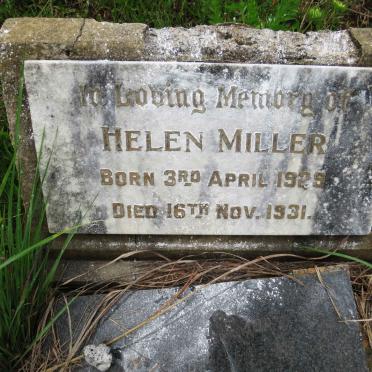 In Loving Memory of
HELEN MILLER
BORN 3RD APRIL 1929
DIED 16TH NOV. 1931.